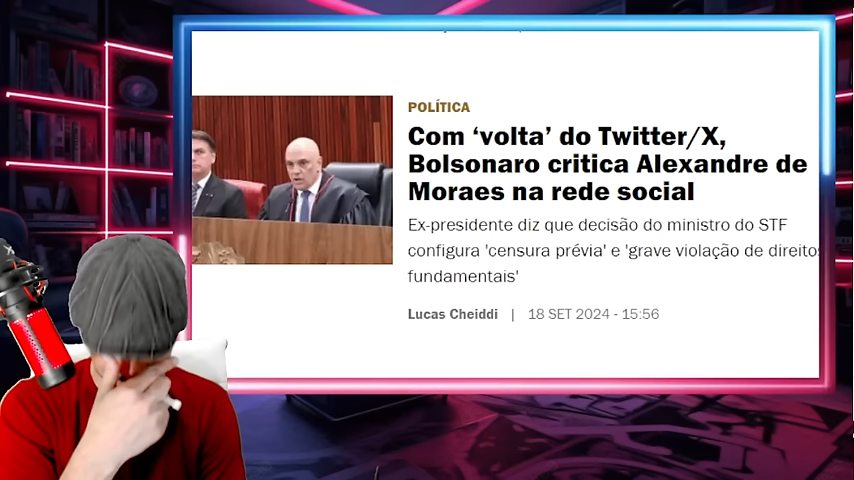 POLÍTICA
Com ‘volta’ do Twitter/X,
Bolsonaro critica Alexandre de
Moraes na rede social
Ex-presidente diz que decisão do ministro do STF
configura 'censura prévia' e 'grave violação de direitos
fundamentais'
Lucas Cheiddi | 18 SET 2024 - 15:56